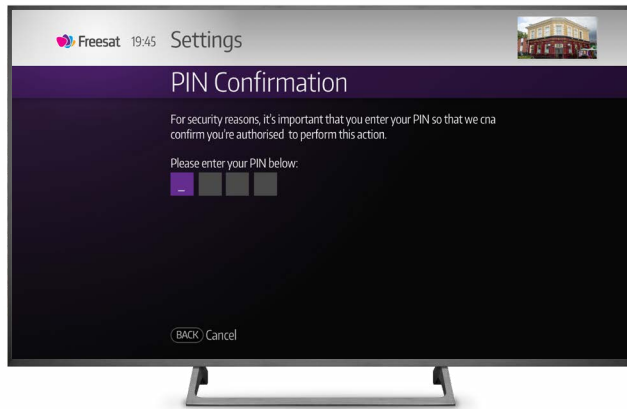 Freesat 19:45 Settings
PIN Confirmation
For security reasons, it's important that you enter your PIN so that we cna
confirm you're authorised to perform this action.
Please enter your PIN below:
_
BACK Cancel